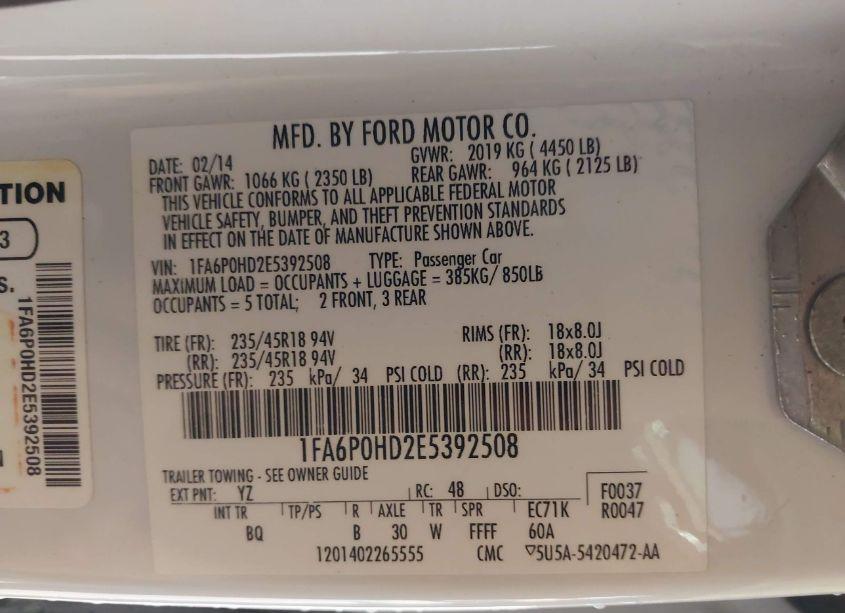 TION
3
S.
1FA6P0HD2E5392508
MFD. BY FORD MOTOR CO.
DATE: 02/14 GVWR: 2019 KG ( 4450 LB)
FRONT GAWR: 1066 KG ( 2350 LB) REAR GAWR: 964 KG ( 2125 LB)
THIS VEHICLE CONFORMS TO ALL APPLICABLE FEDERAL MOTOR
VEHICLE SAFETY, BUMPER, AND THEFT PREVENTION STANDARDS
IN EFFECT ON THE DATE OF MANUFACTURE SHOWN ABOVE.
VIN: 1FA6P0HD2E5392508 TYPE: Passenger Car
MAXIMUM LOAD = OCCUPANTS + LUGGAGE = 385KG/ 850LB
OCCUPANTS = 5 TOTAL; 2 FRONT, 3 REAR
TIRE (FR): 235/45R18 94V RIMS (FR): 18x8.0J
(RR): 235/45R18 94V (RR): 18x8.0J
PRESSURE (FR): 235 kPa/ 34 PSI COLD (RR): 235 kPa/ 34 PSI COLD
1FA6P0HD2E5392508
TRAILER TOWING - SEE OWNER GUIDE
EXT PNT: YZ RC: 48 DSO: F0037
INT TR TP/PS R AXLE TR SPR EC71K R0047
BQ B 30 W FFFF 60A
1201402265555 CMC ▽5U5A-5420472-AA